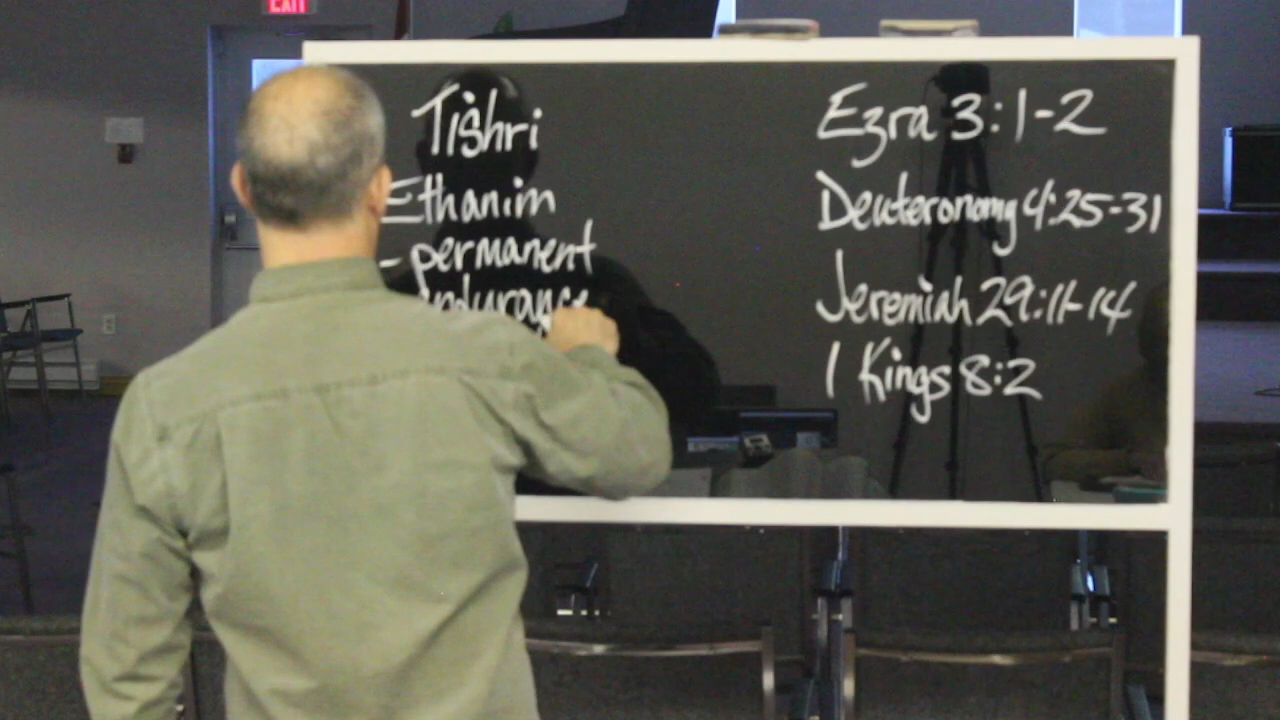 EXIT
Tishri
Ethanim
- permanent
endurance
Ezra 3:1-2
Deuteronomy 4:25-31
Jeremiah 29:11-14
1 Kings 8:2